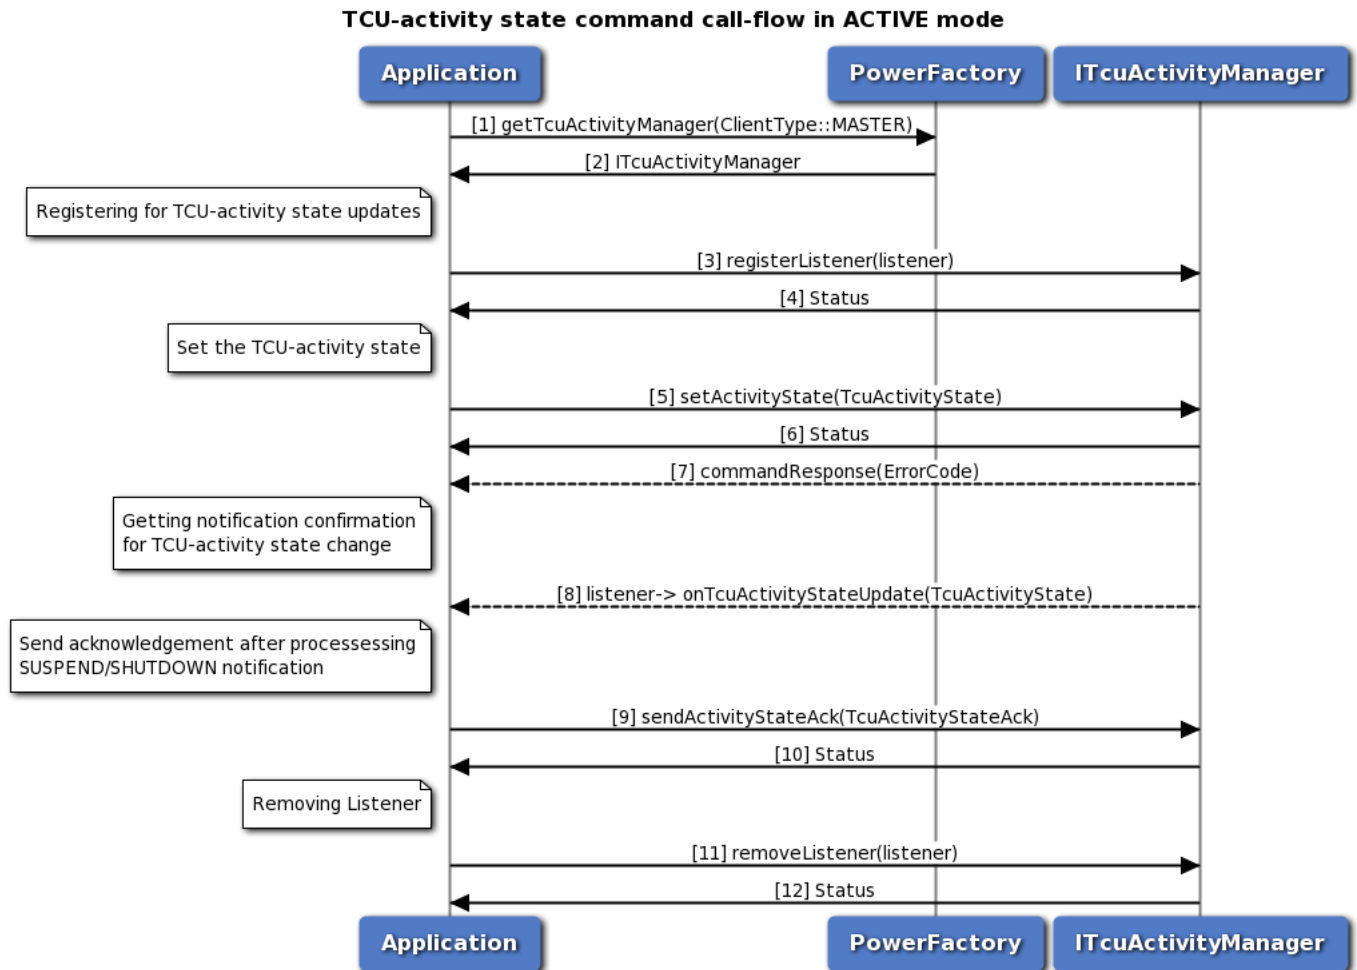 TCU-activity state command call-flow in ACTIVE mode
Application
PowerFactory
ITcuActivityManager
[1] getTcuActivityManager(ClientType::MASTER)
[2] ITcuActivityManager
Registering for TCU-activity state updates
[3] registerListener(listener)
[4] Status
Set the TCU-activity state
[5] setActivityState(TcuActivityState)
[6] Status
[7] commandResponse(ErrorCode)
Getting notification confirmation
for TCU-activity state change
[8] listener-> onTcuActivityStateUpdate(TcuActivityState)
Send acknowledgement after processessing
SUSPEND/SHUTDOWN notification
[9] sendActivityStateAck(TcuActivityStateAck)
[10] Status
Removing Listener
[11] removeListener(listener)
[12] Status
Application
PowerFactory
ITcuActivityManager